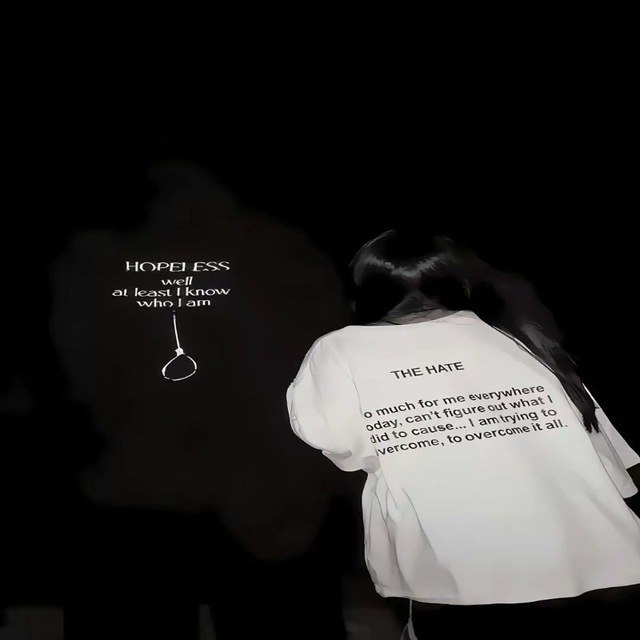 HOPELESS
well
at least I know
who I am
THE HATE
o much for me everywhere
oday, can't figure out what I
did to cause... I am trying to
vercome, to overcome it all.